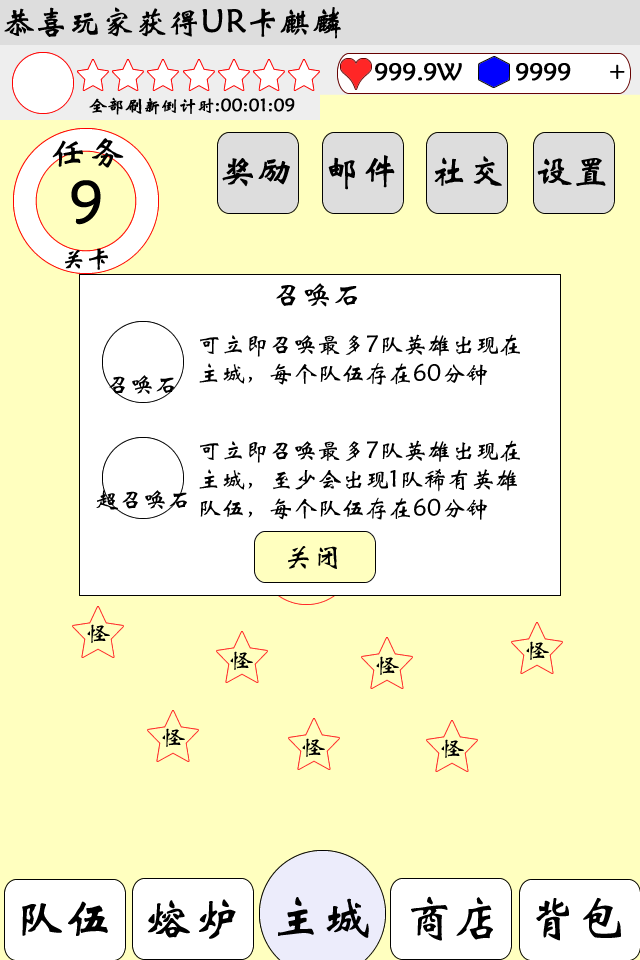 恭喜玩家获得UR卡麒麟
999.9W
9999
+
全部刷新倒计时:00:01:09
任务
9
关卡
奖励
邮件
社交
设置
召唤石
召唤石
可立即召唤最多7队英雄出现在
主城，每个队伍存在60分钟
超召唤石
可立即召唤最多7队英雄出现在
主城，至少会出现1队稀有英雄
队伍，每个队伍存在60分钟
关闭
怪
怪
怪
怪
怪
怪
怪
队伍
熔炉
主城
商店
背包